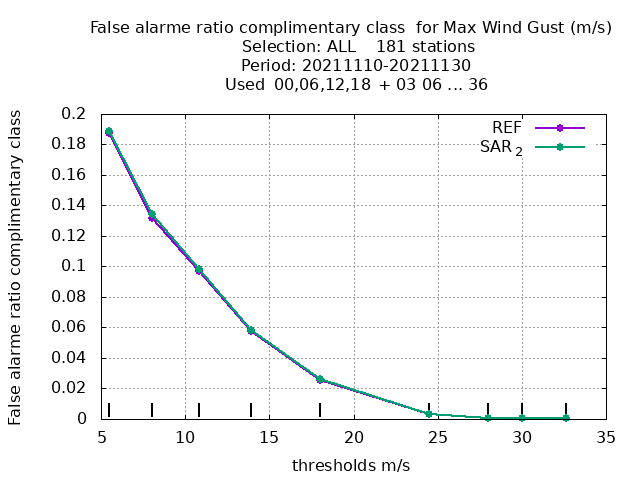 False alarme ratio complimentary class  for Max Wind Gust (m/s)
Selection: ALL    181 stations
Period: 20211110-20211130
Used  00,06,12,18 + 03 06 ... 36
False alarme ratio complimentary class
0.2
0.18
0.16
0.14
0.12
0.1
0.08
0.06
0.04
0.02
0
REF
SAR 2
5 10 15 20 25 30 35
thresholds m/s